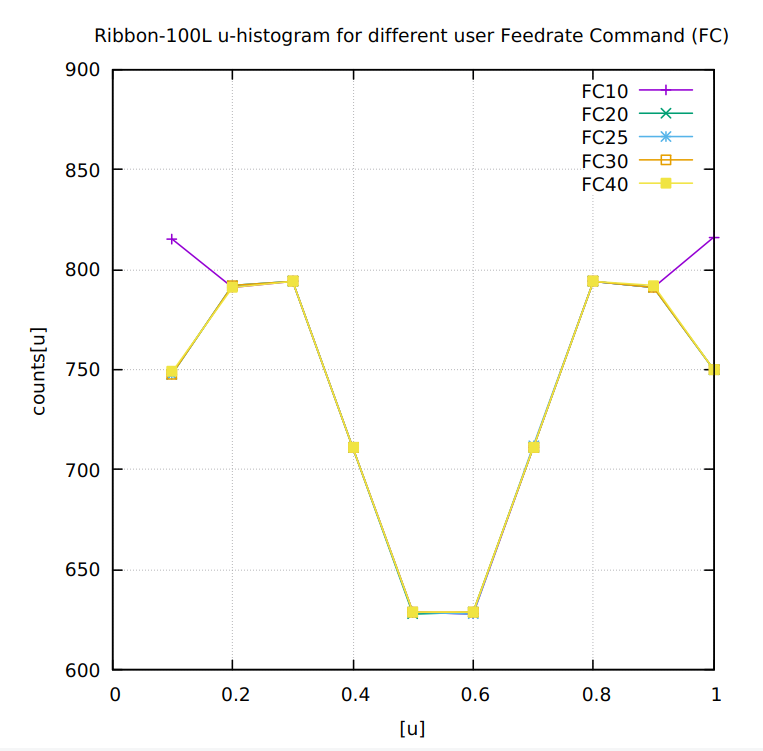 Ribbon-100L u-histogram for different user Feedrate Command (FC)
900
850
800
750
700
650
600
counts[u]
FC10
FC20
FC25
FC30
FC40
0 0.2 0.4 0.6 0.8 1
[u]